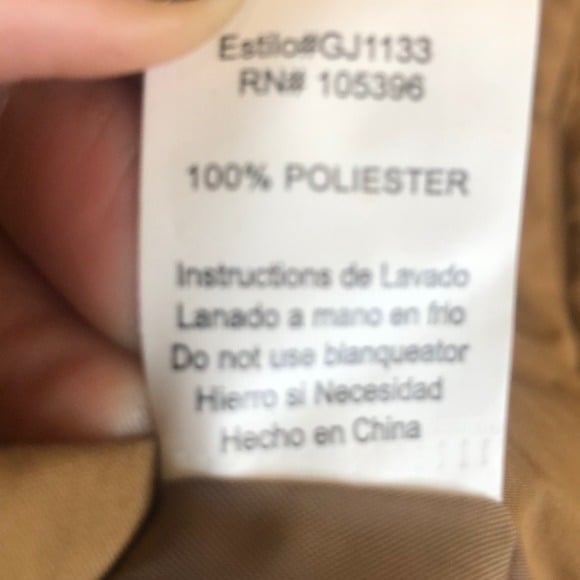 Estilo#GJ1133
RN# 105396
100% POLIESTER
Instructions de Lavado
Lanado a mano en frio
Do not use blanqueator
Hierro si Necesidad
Hecho en China